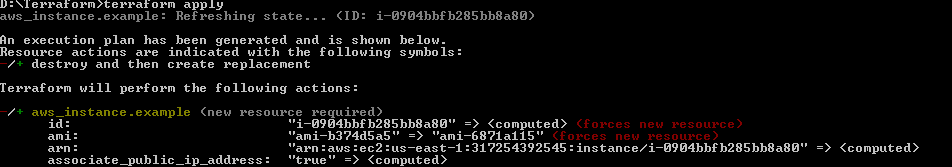 D:\Terraform>terraform apply
aws_instance.example: Refreshing state... (ID: i-0904bbfb285bb8a80)
An execution plan has been generated and is shown below.
Resource actions are indicated with the following symbols:
-/+ destroy and then create replacement
Terraform will perform the following actions:
-/+ aws_instance.example (new resource required)
id: "i-0904bbfb285bb8a80" => <computed> (forces new resource)
ami: "ami-b374d5a5" => "ami-6871a115" (forces new resource)
arn: "arn:aws:ec2:us-east-1:317254392545:instance/i-0904bbfb285bb8a80" => <computed>
associate_public_ip_address: "true" => <computed>